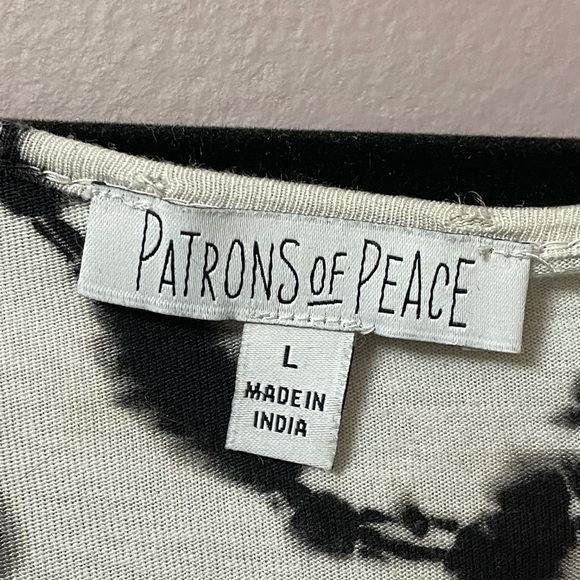 PATRONS OF PEACE
L
MADE IN
INDIA